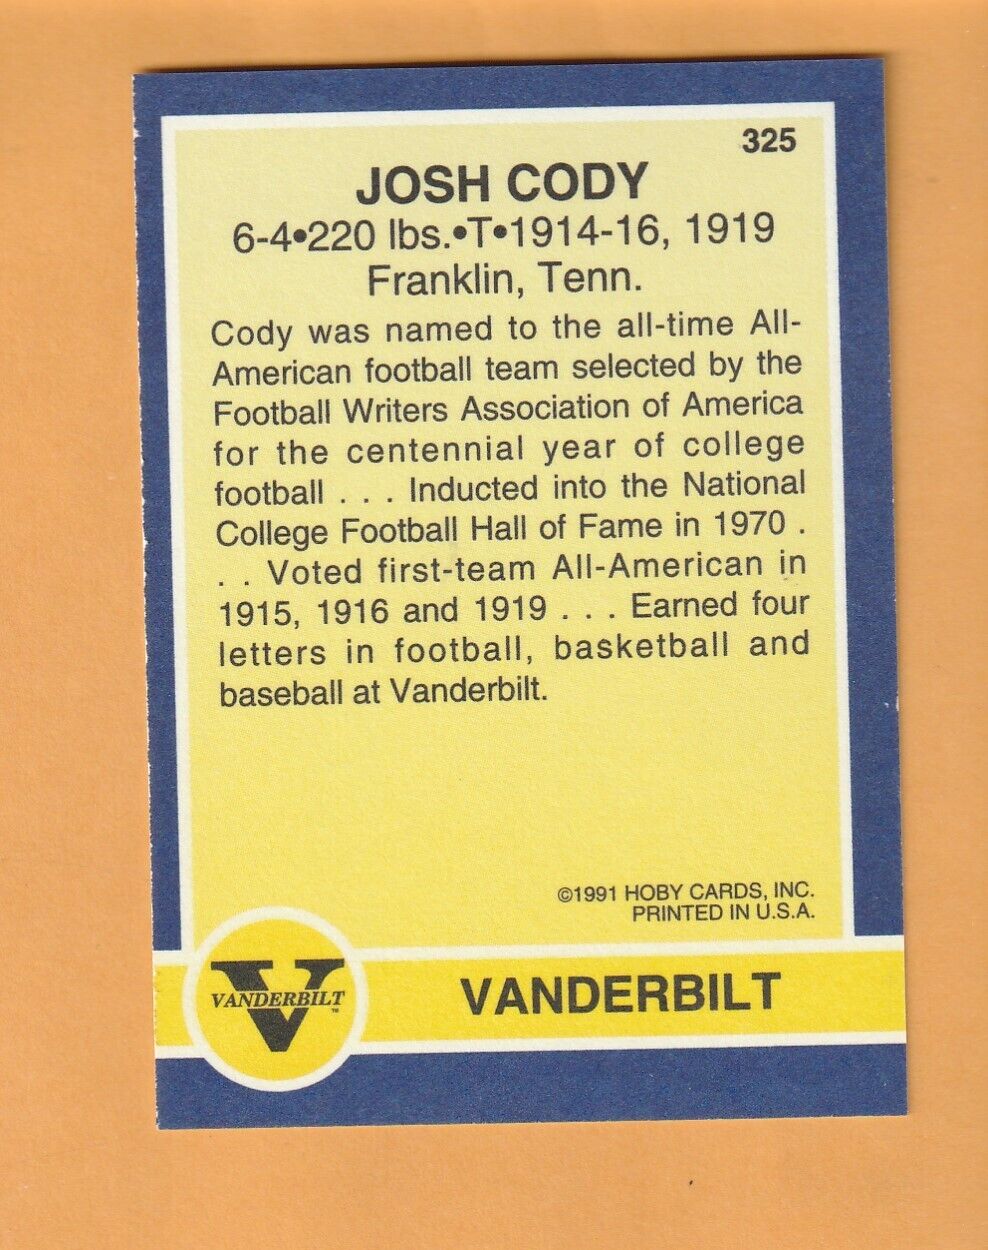 325
JOSH CODY
6-4•220 lbs.•T•1914-16, 1919
Franklin, Tenn.
Cody was named to the all-time All-
American football team selected by the
Football Writers Association of America
for the centennial year of college
football . . . Inducted into the National
College Football Hall of Fame in 1970 .
. . Voted first-team All-American in
1915, 1916 and 1919 . . . Earned four
letters in football, basketball and
baseball at Vanderbilt.
©1991 HOBY CARDS, INC.
PRINTED IN U.S.A.
V
VANDERBILT
™
VANDERBILT